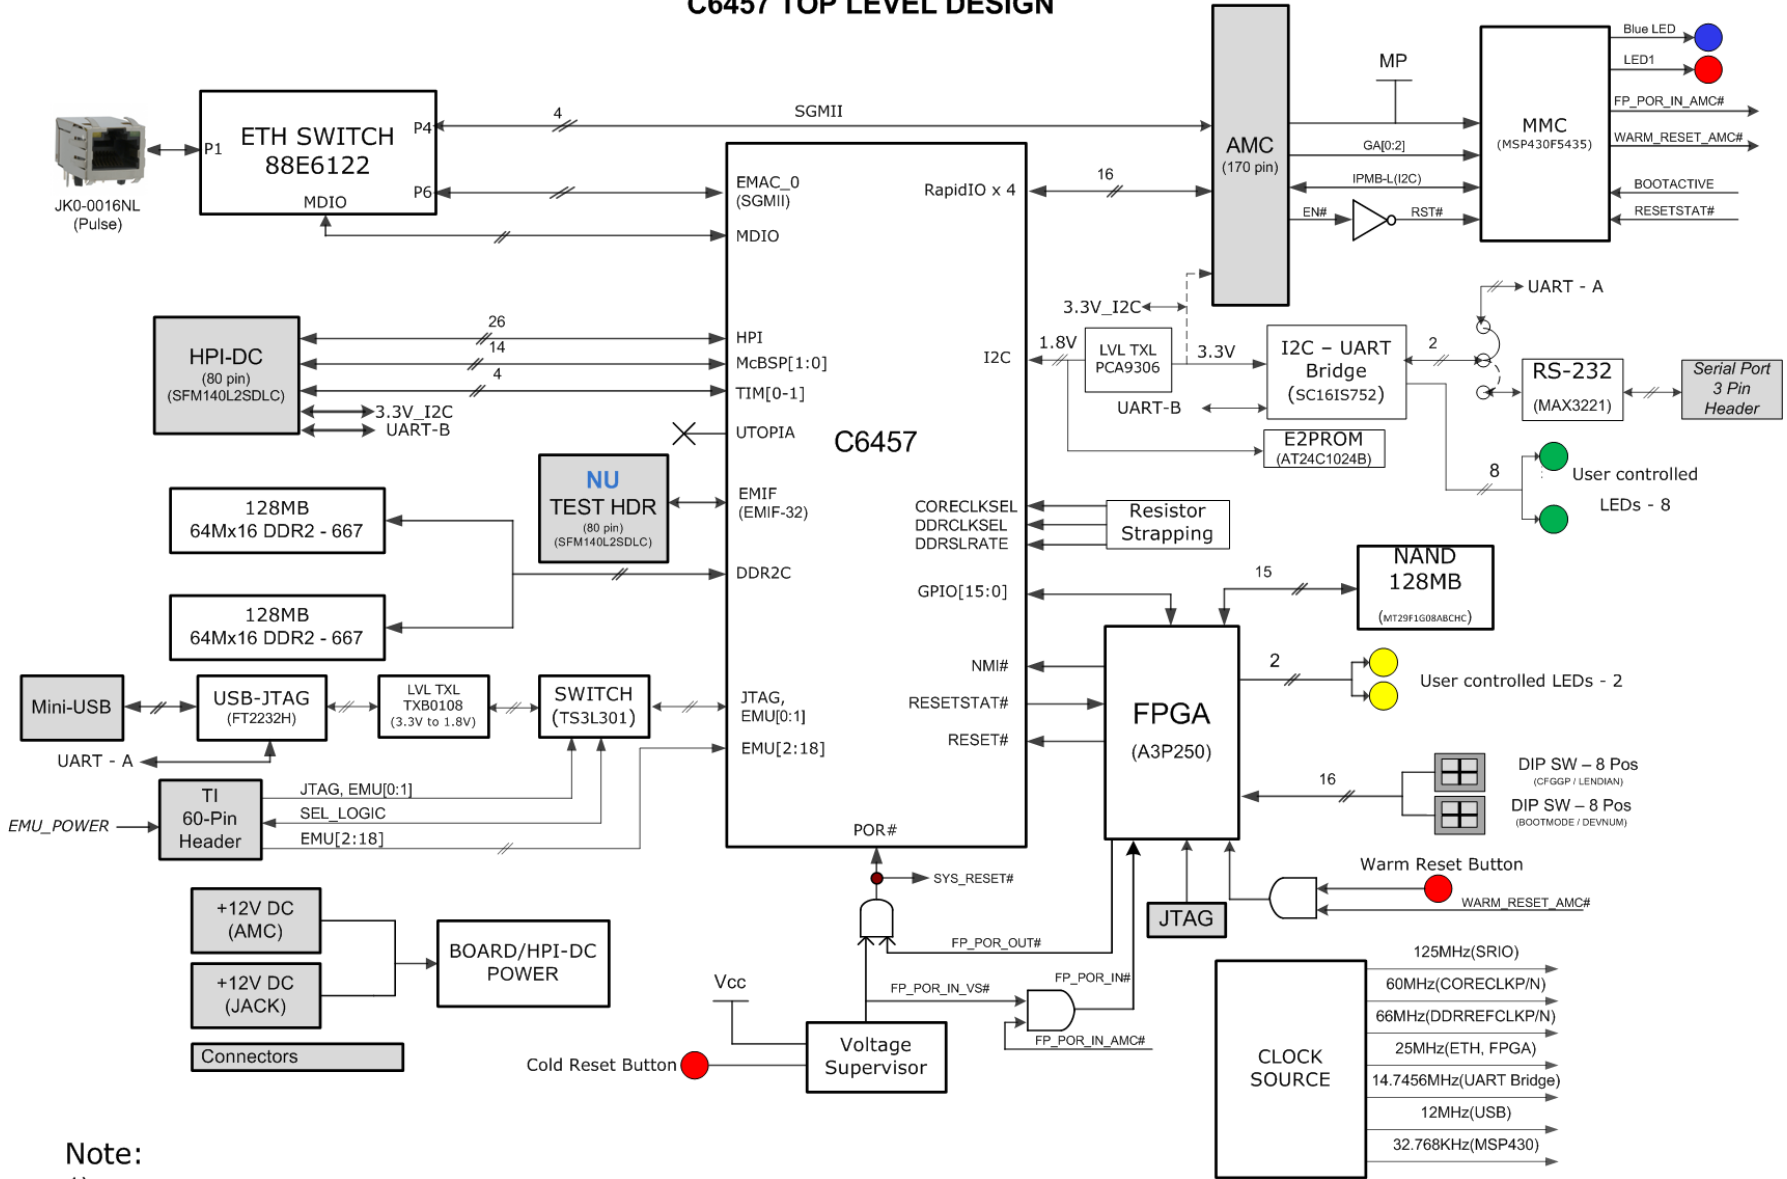 C6457 TOP LEVEL DESIGN
JK0-0016NL
(Pulse)
P1
ETH SWITCH
88E6122
P4
P6
MDIO
4
SGMII
EMAC_0
(SGMII)
MDIO
RapidIO x 4
16
AMC
(170 pin)
MP
GA[0:2]
IPMB-L(I2C)
EN#
RST#
MMC
(MSP430F5435)
Blue LED
LED1
FP_POR_IN_AMC#
WARM_RESET_AMC#
BOOTACTIVE
RESETSTAT#
HPI-DC
(80 pin)
(SFM140L2SDLC)
26
14
4
3.3V_I2C
UART-B
HPI
McBSP[1:0]
TIM[0-1]
UTOPIA
C6457
I2C
1.8V
3.3V_I2C
LVL TXL
PCA9306
3.3V
UART-B
I2C – UART
Bridge
(SC16IS752)
2
UART - A
RS-232
(MAX3221)
Serial Port
3 Pin
Header
E2PROM
(AT24C1024B)
8
User controlled
LEDs - 8
NU
TEST HDR
(80 pin)
(SFM140L2SDLC)
EMIF
(EMIF-32)
128MB
64Mx16 DDR2 - 667
128MB
64Mx16 DDR2 - 667
DDR2C
CORECLKSEL
DDRCLKSEL
DDRSLRATE
Resistor
Strapping
GPIO[15:0]
NMI#
RESETSTAT#
RESET#
FPGA
(A3P250)
15
NAND
128MB
(MT29F1G08ABCHC)
2
User controlled LEDs - 2
16
DIP SW – 8 Pos
(CFGGP / LENDIAN)
DIP SW – 8 Pos
(BOOTMODE / DEVNUM)
Mini-USB
USB-JTAG
(FT2232H)
LVL TXL
TXB0108
(3.3V to 1.8V)
SWITCH
(TS3L301)
JTAG,
EMU[0:1]
EMU[2:18]
UART - A
EMU_POWER
TI
60-Pin
Header
JTAG, EMU[0:1]
SEL_LOGIC
EMU[2:18]
POR#
SYS_RESET#
Warm Reset Button
WARM_RESET_AMC#
JTAG
FP_POR_OUT#
FP_POR_IN#
FP_POR_IN_VS#
FP_POR_IN_AMC#
+12V DC
(AMC)
+12V DC
(JACK)
BOARD/HPI-DC
POWER
Connectors
Vcc
Cold Reset Button
Voltage
Supervisor
CLOCK
SOURCE
125MHz(SRIO)
60MHz(CORECLKP/N)
66MHz(DDRREFCLKP/N)
25MHz(ETH, FPGA)
14.7456MHz(UART Bridge)
12MHz(USB)
32.768KHz(MSP430)
Note: